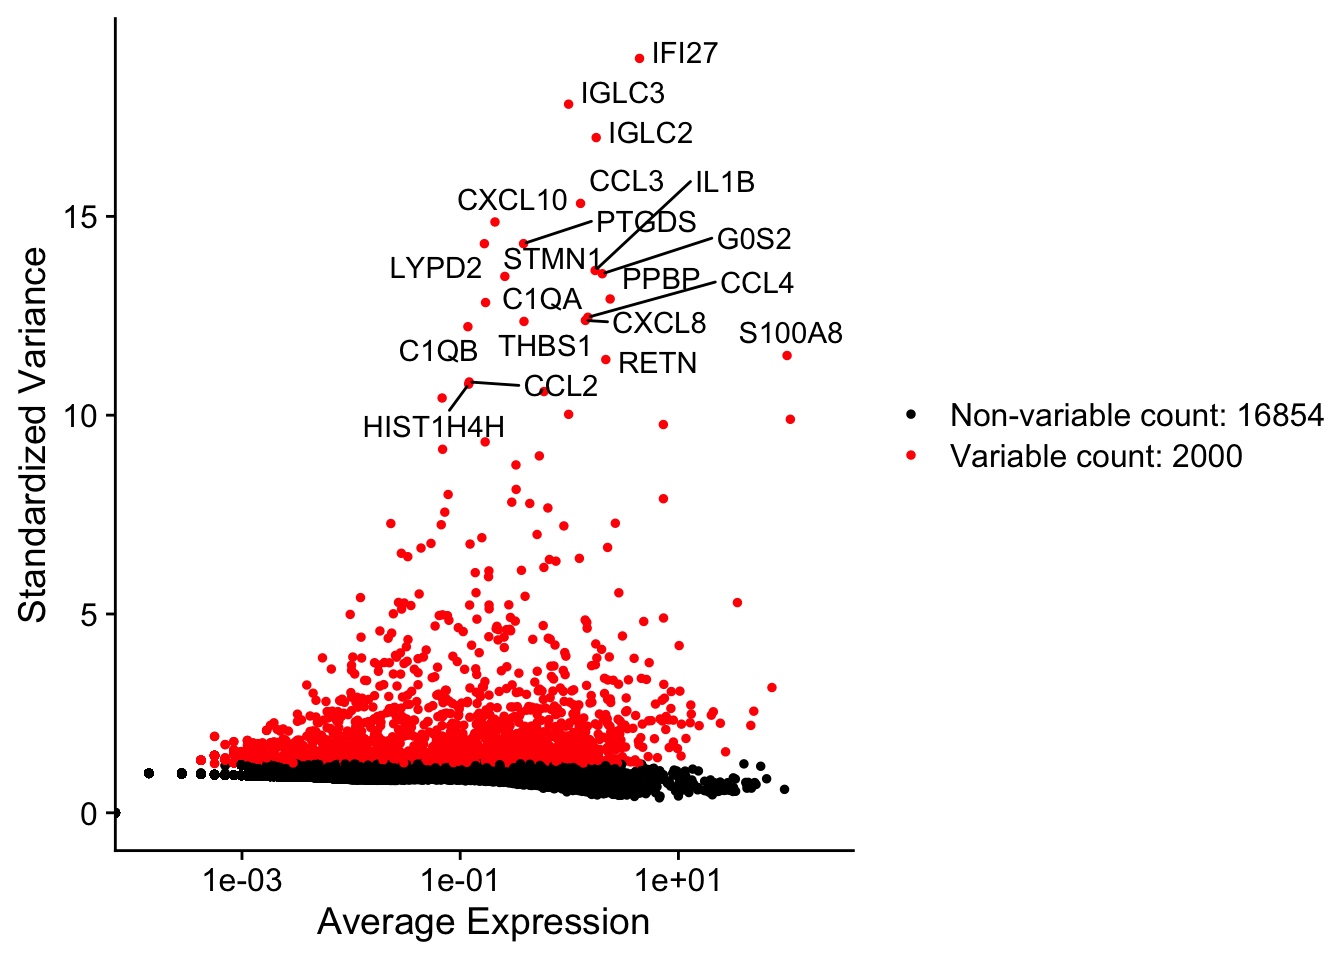 IFI27
IGLC3
IGLC2
CCL3
IL1B
CXCL10
PTGDS
G0S2
STMN1
LYPD2
PPBP
CCL4
C1QA
CXCL8
S100A8
THBS1
C1QB
RETN
CCL2
HIST1H4H
15
10
5
0
Standardized Variance
1e-03
1e-01
1e+01
Average Expression
Non-variable count: 16854
Variable count: 2000